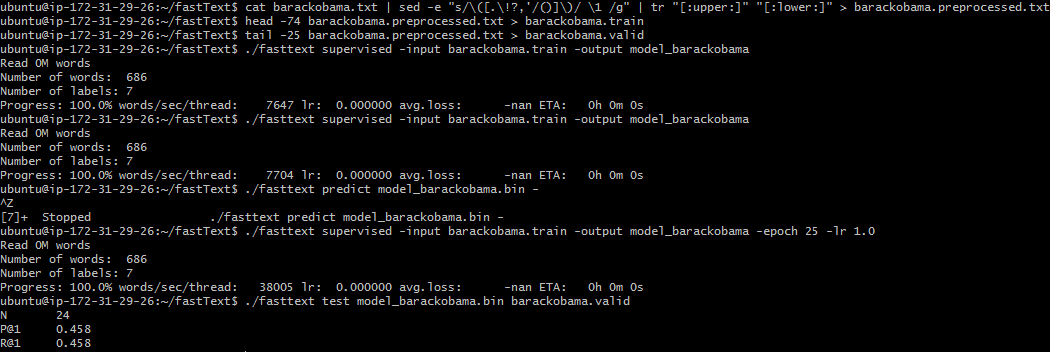 ubuntu@ip-172-31-29-26:~/fastText$ cat barackobama.txt | sed -e "s/\([.\!?,'/()]\)/ \1 /g" | tr "[:upper:]" "[:lower:]" > barackobama.preprocessed.txt
ubuntu@ip-172-31-29-26:~/fastText$ head -74 barackobama.preprocessed.txt > barackobama.train
ubuntu@ip-172-31-29-26:~/fastText$ tail -25 barackobama.preprocessed.txt > barackobama.valid
ubuntu@ip-172-31-29-26:~/fastText$ ./fasttext supervised -input barackobama.train -output model_barackobama
Read 0M words
Number of words:  686
Number of labels: 7
Progress: 100.0% words/sec/thread:    7647 lr:  0.000000 avg.loss:      -nan ETA:   0h 0m 0s
ubuntu@ip-172-31-29-26:~/fastText$ ./fasttext supervised -input barackobama.train -output model_barackobama
Read 0M words
Number of words:  686
Number of labels: 7
Progress: 100.0% words/sec/thread:    7704 lr:  0.000000 avg.loss:      -nan ETA:   0h 0m 0s
ubuntu@ip-172-31-29-26:~/fastText$ ./fasttext predict model_barackobama.bin -
^Z
[7]+  Stopped                 ./fasttext predict model_barackobama.bin -
ubuntu@ip-172-31-29-26:~/fastText$ ./fasttext supervised -input barackobama.train -output model_barackobama -epoch 25 -lr 1.0
Read 0M words
Number of words:  686
Number of labels: 7
Progress: 100.0% words/sec/thread:   38005 lr:  0.000000 avg.loss:      -nan ETA:   0h 0m 0s
ubuntu@ip-172-31-29-26:~/fastText$ ./fasttext test model_barackobama.bin barackobama.valid
N       24
P@1     0.458
R@1     0.458